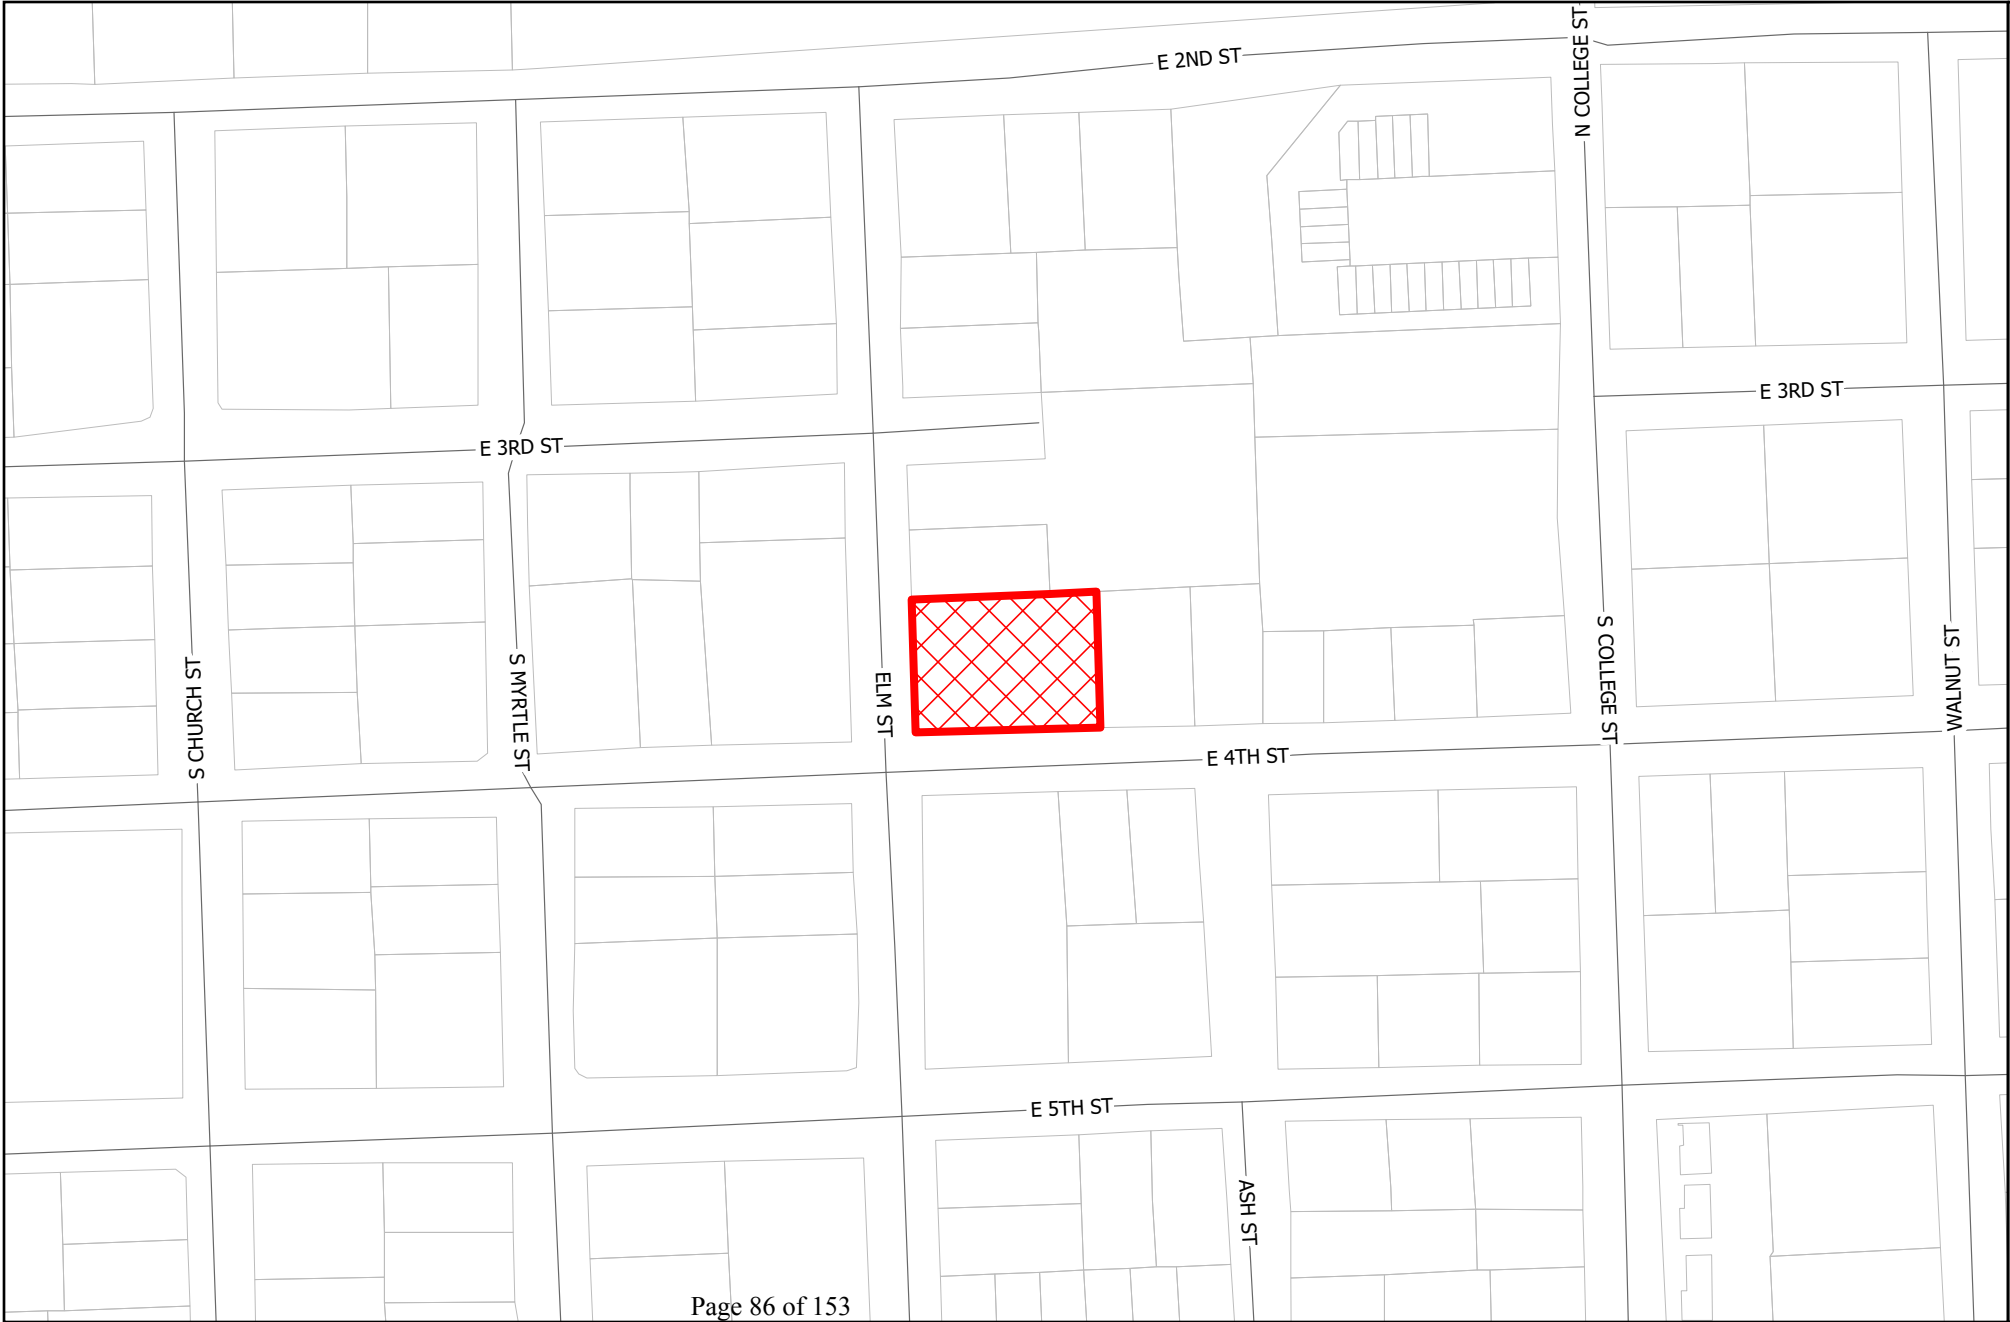 E 2ND ST
N COLLEGE ST
E 3RD ST
E 3RD ST
S CHURCH ST
S MYRTLE ST
ELM ST
S COLLEGE ST
WALNUT ST
E 4TH ST
E 5TH ST
ASH ST
Page 86 of 153